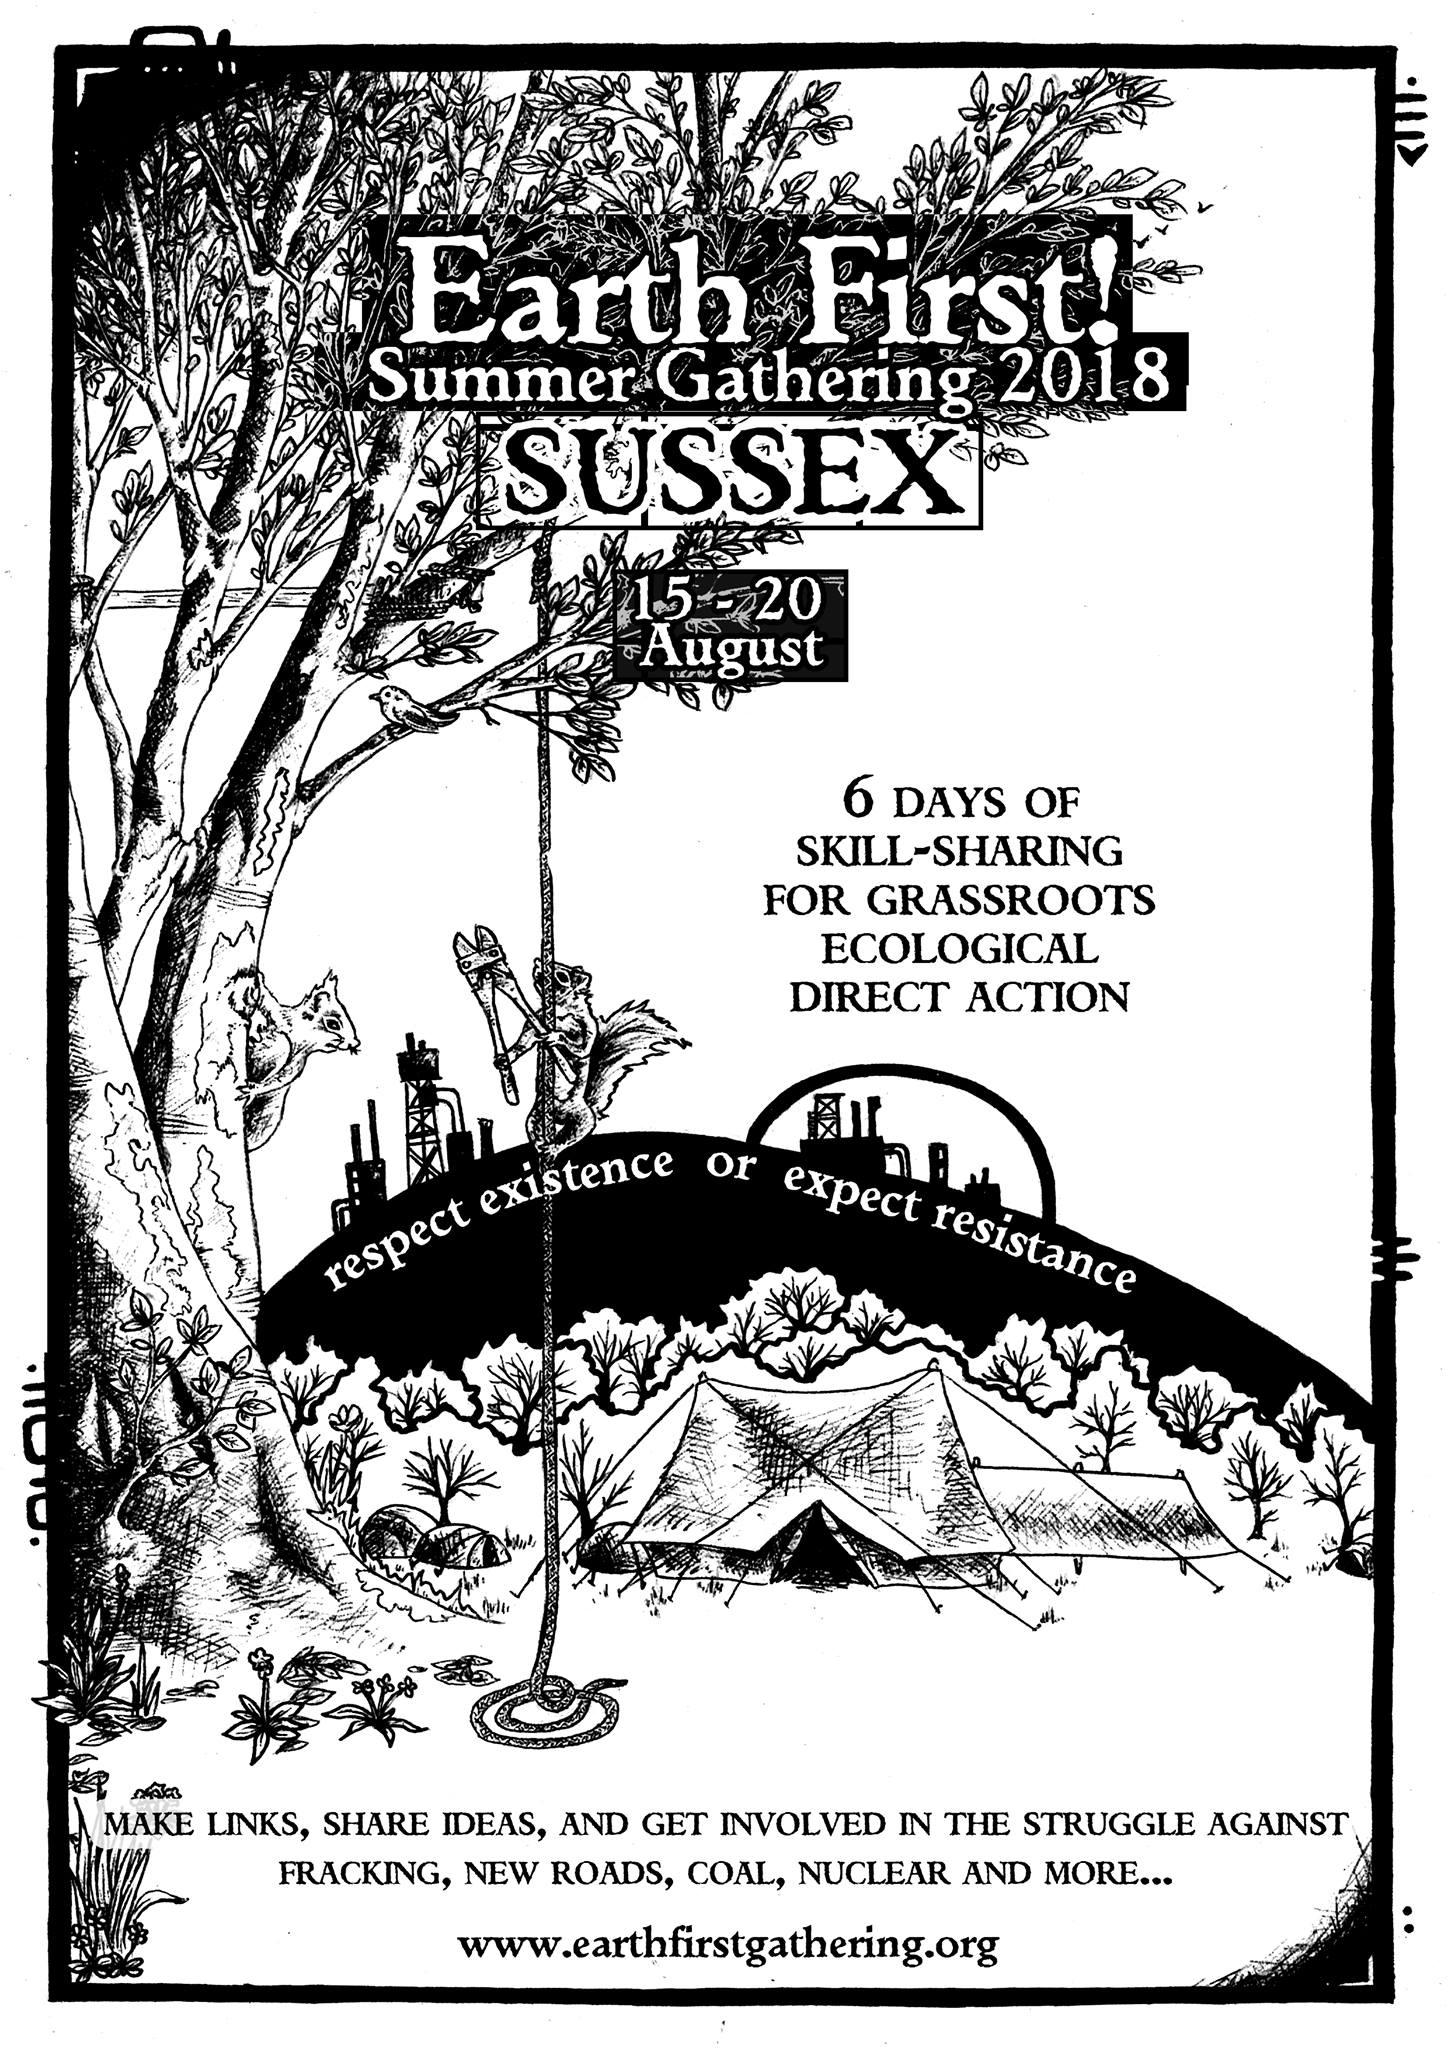 Earth First!
Summer Gathering 2018
SUSSEX
15 - 20
August
6 DAYS OF
SKILL-SHARING
FOR GRASSROOTS
ECOLOGICAL
DIRECT ACTION
respect existence or expect resistance
MAKE LINKS, SHARE IDEAS, AND GET INVOLVED IN THE STRUGGLE AGAINST
FRACKING, NEW ROADS, COAL, NUCLEAR AND MORE...
www.earthfirstgathering.org